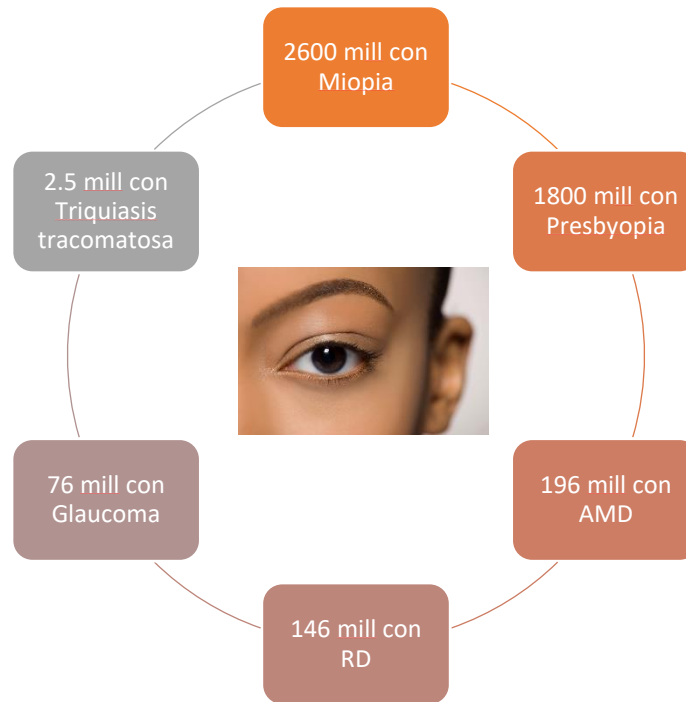 2600 mill con
Miopia
1800 mill con
Presbyopia
196 mill con
AMD
146 mill con
RD
76 mill con
Glaucoma
2.5 mill con
Triquiasis
tracomatosa